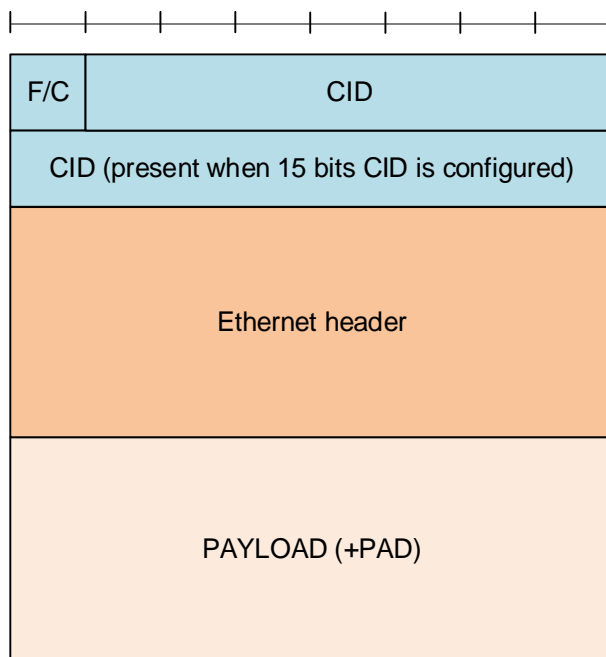 F/C
CID
CID (present when 15 bits CID is configured)
Ethernet header
PAYLOAD (+PAD)